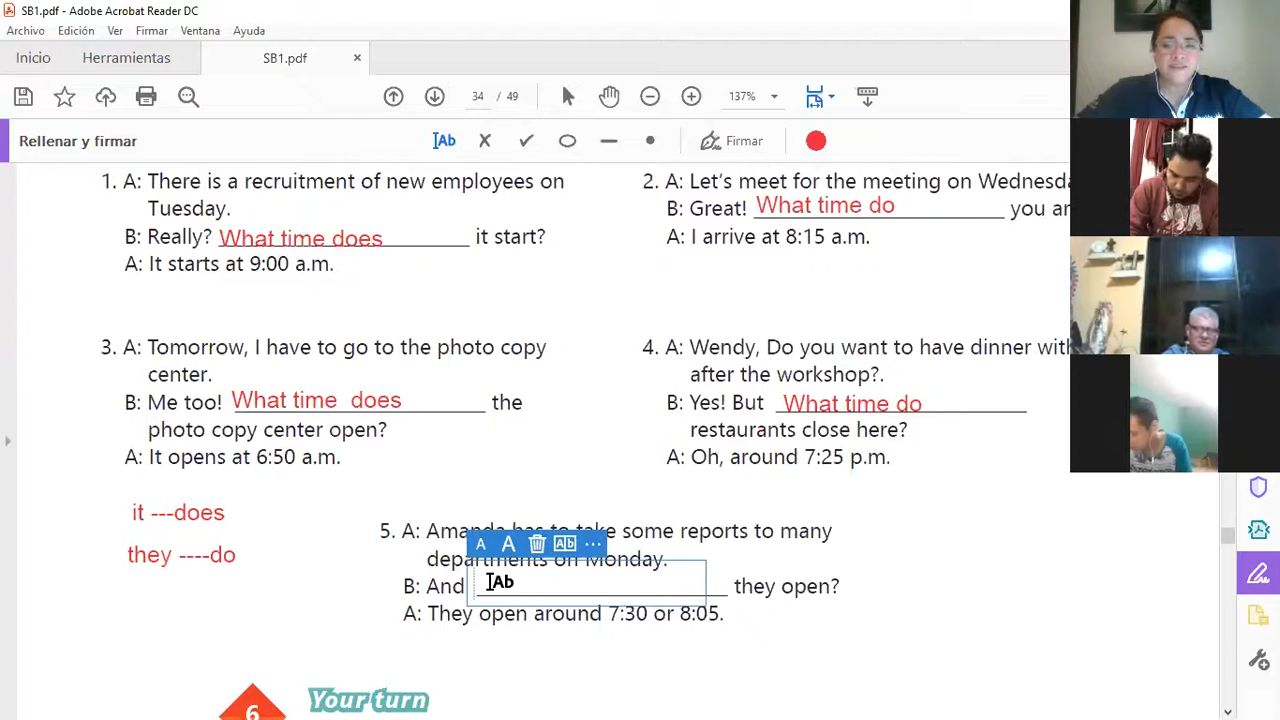 SB1.pdf - Adobe Acrobat Reader DC
Archivo Edición Ver Firmar Ventana Ayuda
Inicio Herramientas SB1.pdf ×
34 / 49 137%
Rellenar y firmar Ab Firmar
1. A: There is a recruitment of new employees on
Tuesday.
B: Really? What time does it start?
A: It starts at 9:00 a.m.
2. A: Let's meet for the meeting on Wednesda
B: Great! What time do you ar
A: I arrive at 8:15 a.m.
3. A: Tomorrow, I have to go to the photo copy
center.
B: Me too! What time does the
photo copy center open?
A: It opens at 6:50 a.m.
4. A: Wendy, Do you want to have dinner with
after the workshop?.
B: Yes! But What time do
restaurants close here?
A: Oh, around 7:25 p.m.
it ---does
they ----do
5. A: Amanda has to take some reports to many
departments on Monday.
B: And they open?
A: They open around 7:30 or 8:05.
A A Ab ...
Ab
6 Your turn